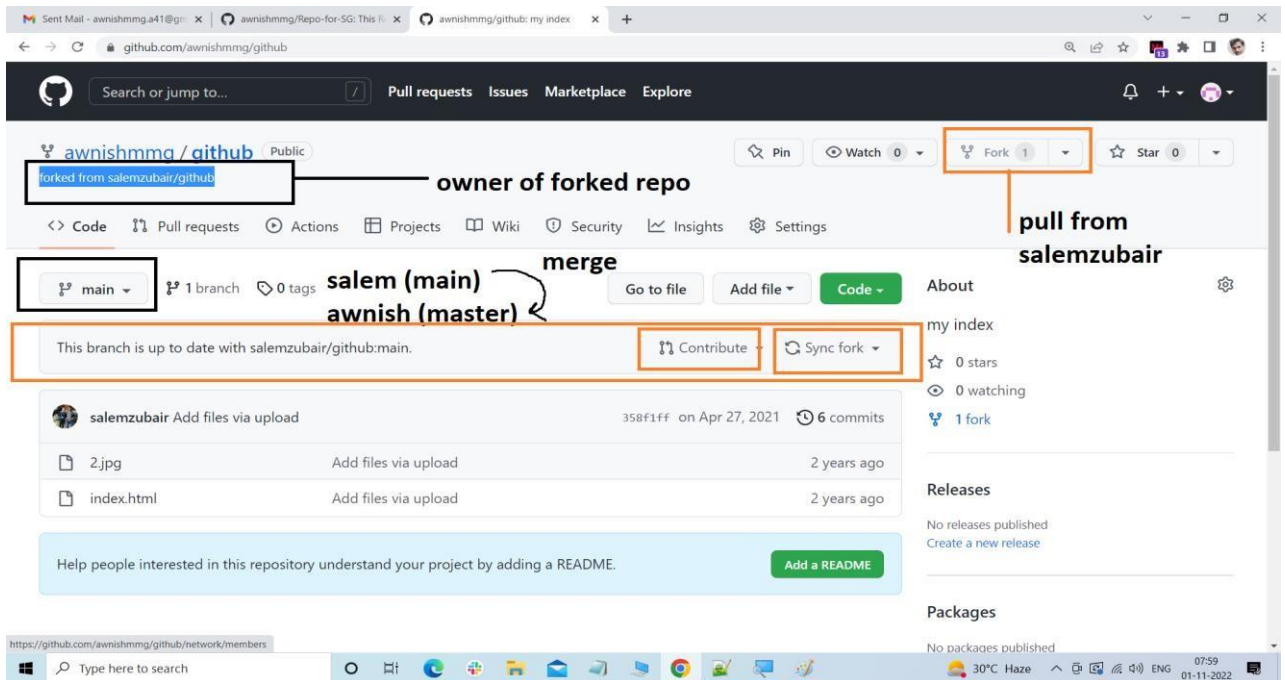 Sent Mail - awnishmmg.a41@gm
awnishmmg/Repo-for-SG: This R
awnishmmg/github: my index
github.com/awnishmmg/github
13
Search or jump to...
/
Pull requests Issues Marketplace Explore
awnishmmg / github Public
Pin
Watch 0
Fork 1
Star 0
forked from salemzubair/github
owner of forked repo
pull from
salemzubair
Code Pull requests Actions Projects Wiki Security Insights Settings
merge
salem (main)
awnish (master)
main 1 branch 0 tags
Go to file Add file Code
This branch is up to date with salemzubair/github:main.
Contribute Sync fork
salemzubair Add files via upload 358f1ff on Apr 27, 2021 6 commits
2.jpg Add files via upload 2 years ago
index.html Add files via upload 2 years ago
Help people interested in this repository understand your project by adding a README.
Add a README
About
my index
0 stars
0 watching
1 fork
Releases
No releases published
Create a new release
Packages
No packages published
https://github.com/awnishmmg/github/network/members
Type here to search
30°C Haze
ENG
07:59
01-11-2022